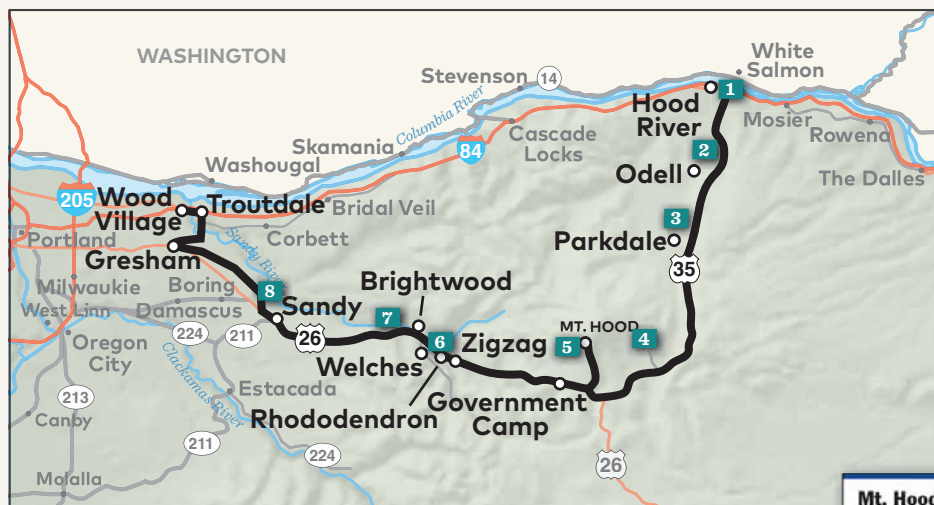 WASHINGTON
White
Salmon
Stevenson
14
Columbia River
1
Hood
River
Mosier
Rowena
Cascade
Locks
84
Skamania
2
Odell
The Dalles
Washougal
205
Wood
Village
Troutdale
Bridal Veil
3
Parkdale
Portland
Corbett
Gresham
Sandy River
35
Milwaukie
Boring
Brightwood
8
West Linn
Damascus
Sandy
7
MT. HOOD
224
211
26
6
Zigzag
5
4
Oregon
City
Welches
Clackamas River
Estacada
Rhododendron
Government
Camp
213
Canby
211
224
26
Molalla
Mt. Hood